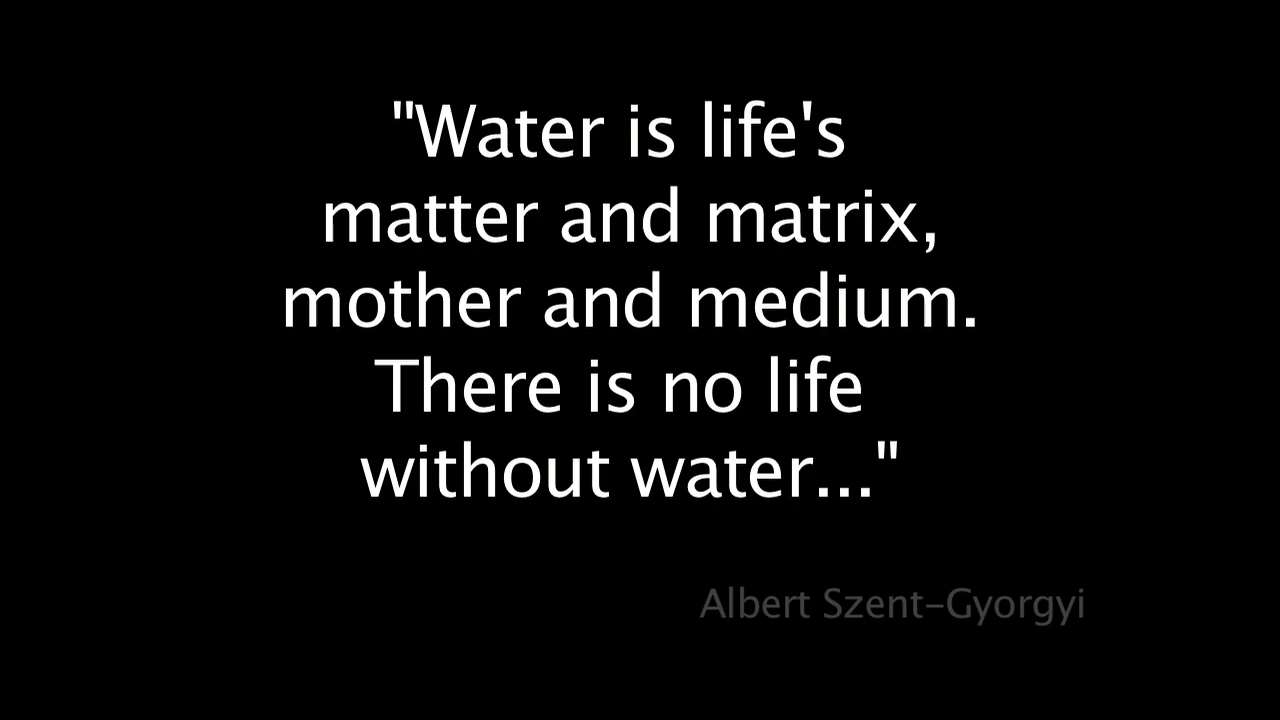 "Water is life's
matter and matrix,
mother and medium.
There is no life
without water..."
Albert Szent-Gyorgyi